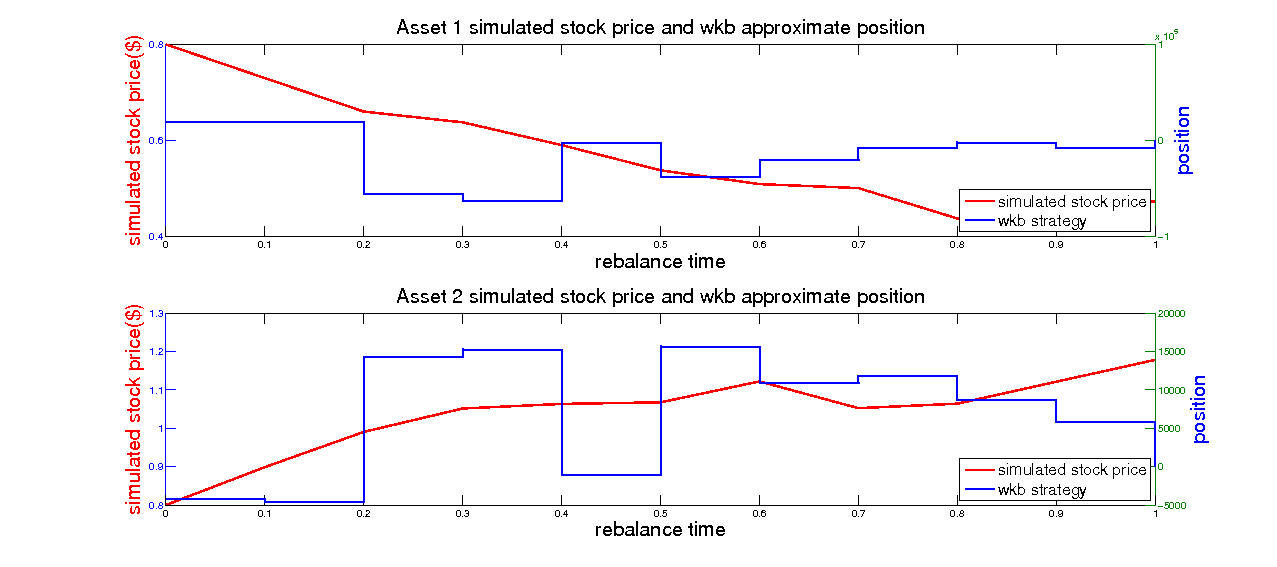 Asset 1 simulated stock price and wkb approximate position
x 10^5
simulated stock price($)
0.8
0.6
0.4
1
0
-1
position
simulated stock price
wkb strategy
0 0.1 0.2 0.3 0.4 0.5 0.6 0.7 0.8 0.9 1
rebalance time
Asset 2 simulated stock price and wkb approximate position
simulated stock price($)
1.3
1.2
1.1
1
0.9
0.8
20000
15000
10000
5000
0
-5000
position
simulated stock price
wkb strategy
0 0.1 0.2 0.3 0.4 0.5 0.6 0.7 0.8 0.9 1
rebalance time